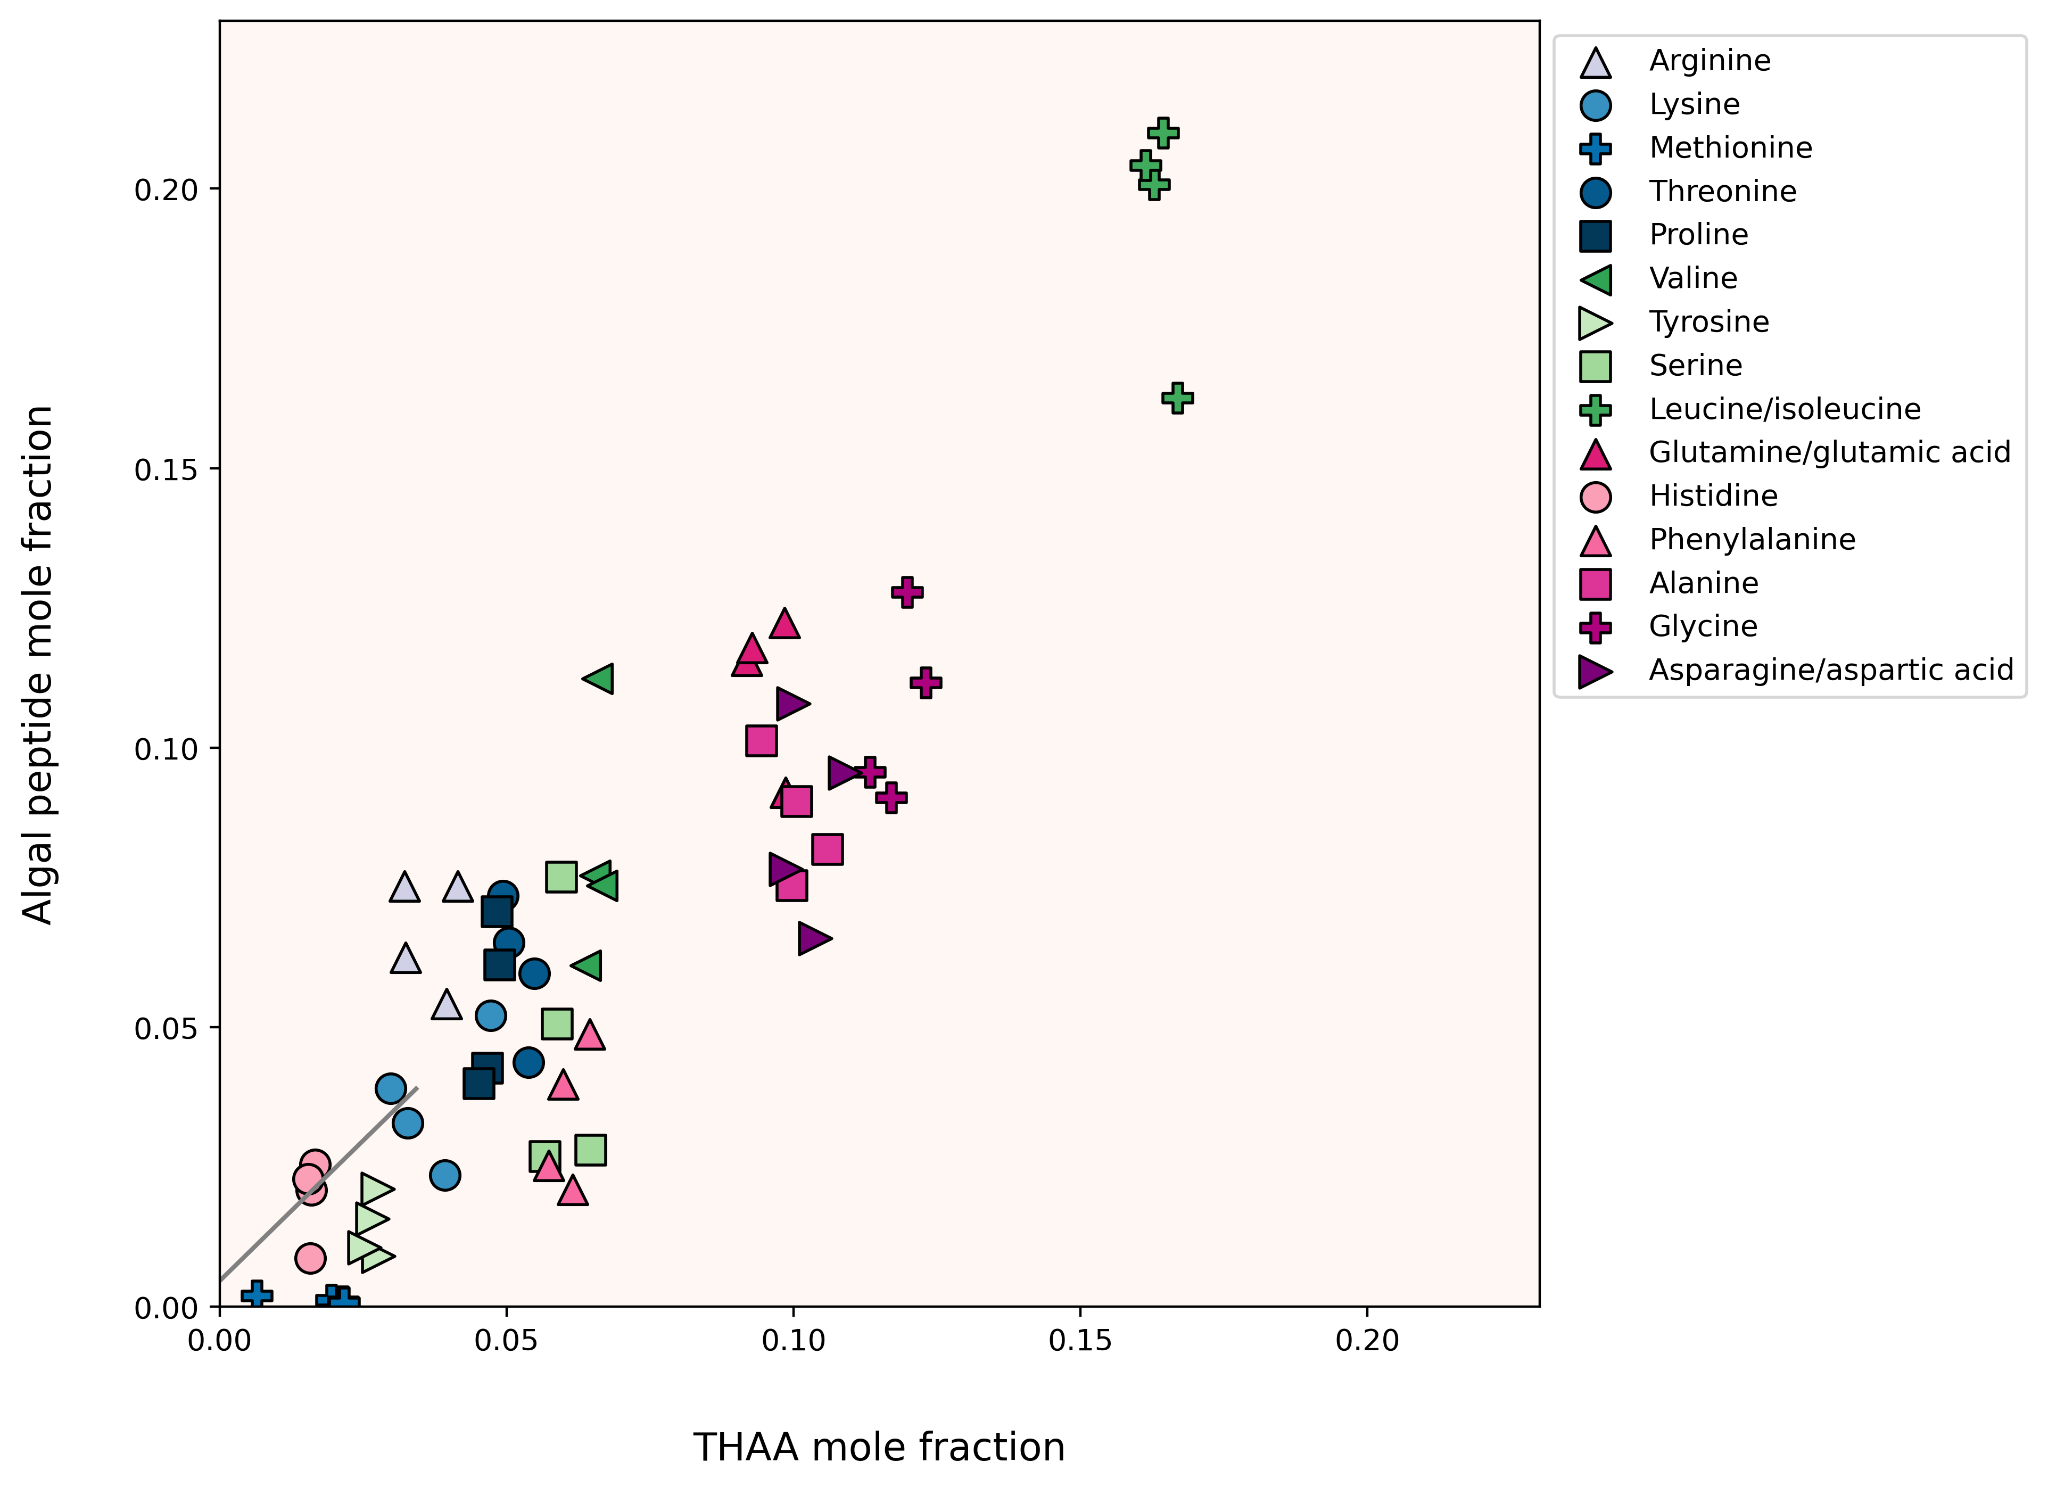 Algal peptide mole fraction
0.20
0.15
0.10
0.05
0.00
0.00 0.05 0.10 0.15 0.20
THAA mole fraction
Arginine
Lysine
Methionine
Threonine
Proline
Valine
Tyrosine
Serine
Leucine/isoleucine
Glutamine/glutamic acid
Histidine
Phenylalanine
Alanine
Glycine
Asparagine/aspartic acid